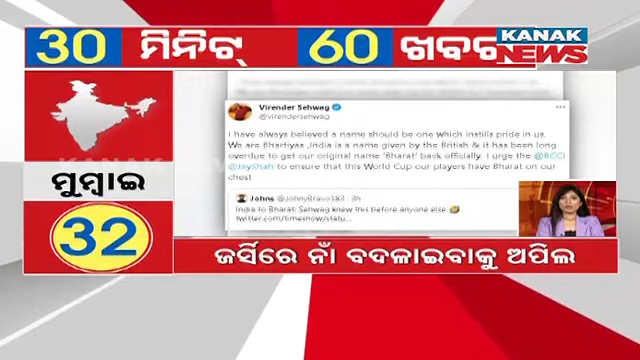 30 ମିନିଟ୍ 60 ଖବର
KANAK
NEWS
Virender Sehwag
@virendersehwag
I have always believed a name should be one which instills pride in us.
We are Bhartiyas ,India is a name given by the British & it has been long
overdue to get our original name 'Bharat' back officially. I urge the @BCCI
@JayShah to ensure that this World Cup our players have Bharat on our
chest
Johns @JohnyBravo183 · 3h
India to Bharat: Sehwag knew this before anyone else 🤣
twitter.com/timesnow/statu...
ମୁମ୍ବାଇ
32
ଜର୍ସିରେ ନାଁ ବଦଳାଇବାକୁ ଅପିଲ